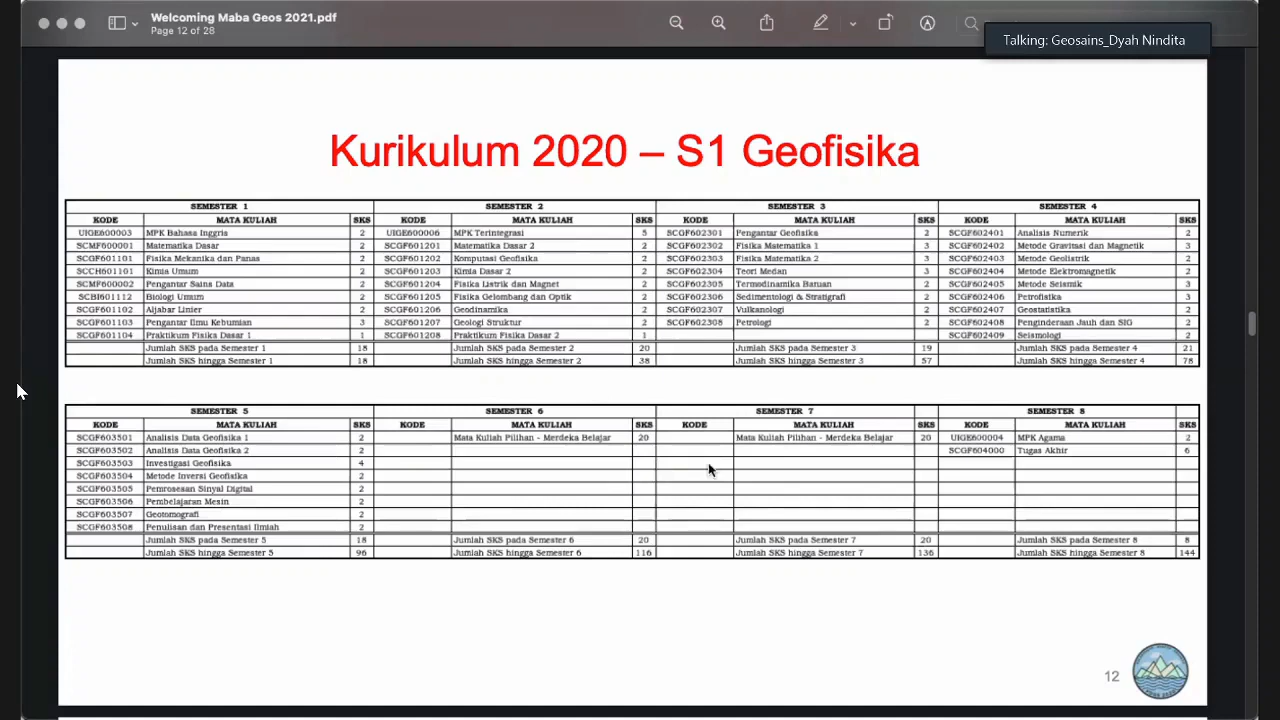 Welcoming Maba Geos 2021.pdf
Page 12 of 28
Talking: Geosains_Dyah Nindita
Kurikulum 2020 – S1 Geofisika
SEMESTER 1 SEMESTER 2 SEMESTER 3 SEMESTER 4
KODE MATA KULIAH SKS KODE MATA KULIAH SKS KODE MATA KULIAH SKS KODE MATA KULIAH SKS
UIGE600003 MPK Bahasa Inggris 2 UIGE600006 MPK Terintegrasi 5 SCGF602301 Pengantar Geofisika 2 SCGF602401 Analisis Numerik 2
SCMF600001 Matematika Dasar 2 SCGF601201 Matematika Dasar 2 2 SCGF602302 Fisika Matematika 1 3 SCGF602402 Metode Gravitasi dan Magnetik 3
SCGF601101 Fisika Mekanika dan Panas 2 SCGF601202 Komputasi Geofisika 2 SCGF602303 Fisika Matematika 2 3 SCGF602403 Metode Geolistrik 2
SCCH601101 Kimia Umum 2 SCGF601203 Kimia Dasar 2 2 SCGF602304 Teori Medan 3 SCGF602404 Metode Elektromagnetik 2
SCMF600002 Pengantar Sains Data 2 SCGF601204 Fisika Listrik dan Magnet 2 SCGF602305 Termodinamika Batuan 2 SCGF602405 Metode Seismik 3
SCBI601112 Biologi Umum 2 SCGF601205 Fisika Gelombang dan Optik 2 SCGF602306 Sedimentologi & Stratigrafi 2 SCGF602406 Petrofisika 3
SCGF601102 Aljabar Linier 2 SCGF601206 Geodinamika 2 SCGF602307 Vulkanologi 2 SCGF602407 Geostatistika 2
SCGF601103 Pengantar Ilmu Kebumian 3 SCGF601207 Geologi Struktur 2 SCGF602308 Petrologi 2 SCGF602408 Penginderaan Jauh dan SIG 2
SCGF601104 Praktikum Fisika Dasar 1 1 SCGF601208 Praktikum Fisika Dasar 2 1 SCGF602409 Seismologi 2
Jumlah SKS pada Semester 1 18 Jumlah SKS pada Semester 2 20 Jumlah SKS pada Semester 3 19 Jumlah SKS pada Semester 4 21
Jumlah SKS hingga Semester 1 18 Jumlah SKS hingga Semester 2 38 Jumlah SKS hingga Semester 3 57 Jumlah SKS hingga Semester 4 78
SEMESTER 5 SEMESTER 6 SEMESTER 7 SEMESTER 8
KODE MATA KULIAH SKS KODE MATA KULIAH SKS KODE MATA KULIAH SKS KODE MATA KULIAH SKS
SCGF603501 Analisis Data Geofisika 1 2 Mata Kuliah Pilihan - Merdeka Belajar 20 Mata Kuliah Pilihan - Merdeka Belajar 20 UIGE600004 MPK Agama 2
SCGF603502 Analisis Data Geofisika 2 2 SCGF604000 Tugas Akhir 6
SCGF603503 Investigasi Geofisika 4
SCGF603504 Metode Inversi Geofisika 2
SCGF603505 Pemrosesan Sinyal Digital 2
SCGF603506 Pembelajaran Mesin 2
SCGF603507 Geotomografi 2
SCGF603508 Penulisan dan Presentasi Ilmiah 2
Jumlah SKS pada Semester 5 18 Jumlah SKS pada Semester 6 20 Jumlah SKS pada Semester 7 20 Jumlah SKS pada Semester 8 8
Jumlah SKS hingga Semester 5 96 Jumlah SKS hingga Semester 6 116 Jumlah SKS hingga Semester 7 136 Jumlah SKS hingga Semester 8 144
12